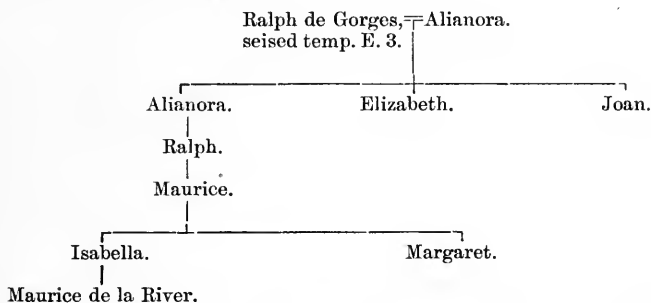 Ralph de Gorges,=Alianora.
seised temp. E. 3.
Alianora. Elizabeth. Joan.
Ralph.
Maurice.
Isabella. Margaret.
Maurice de la River.